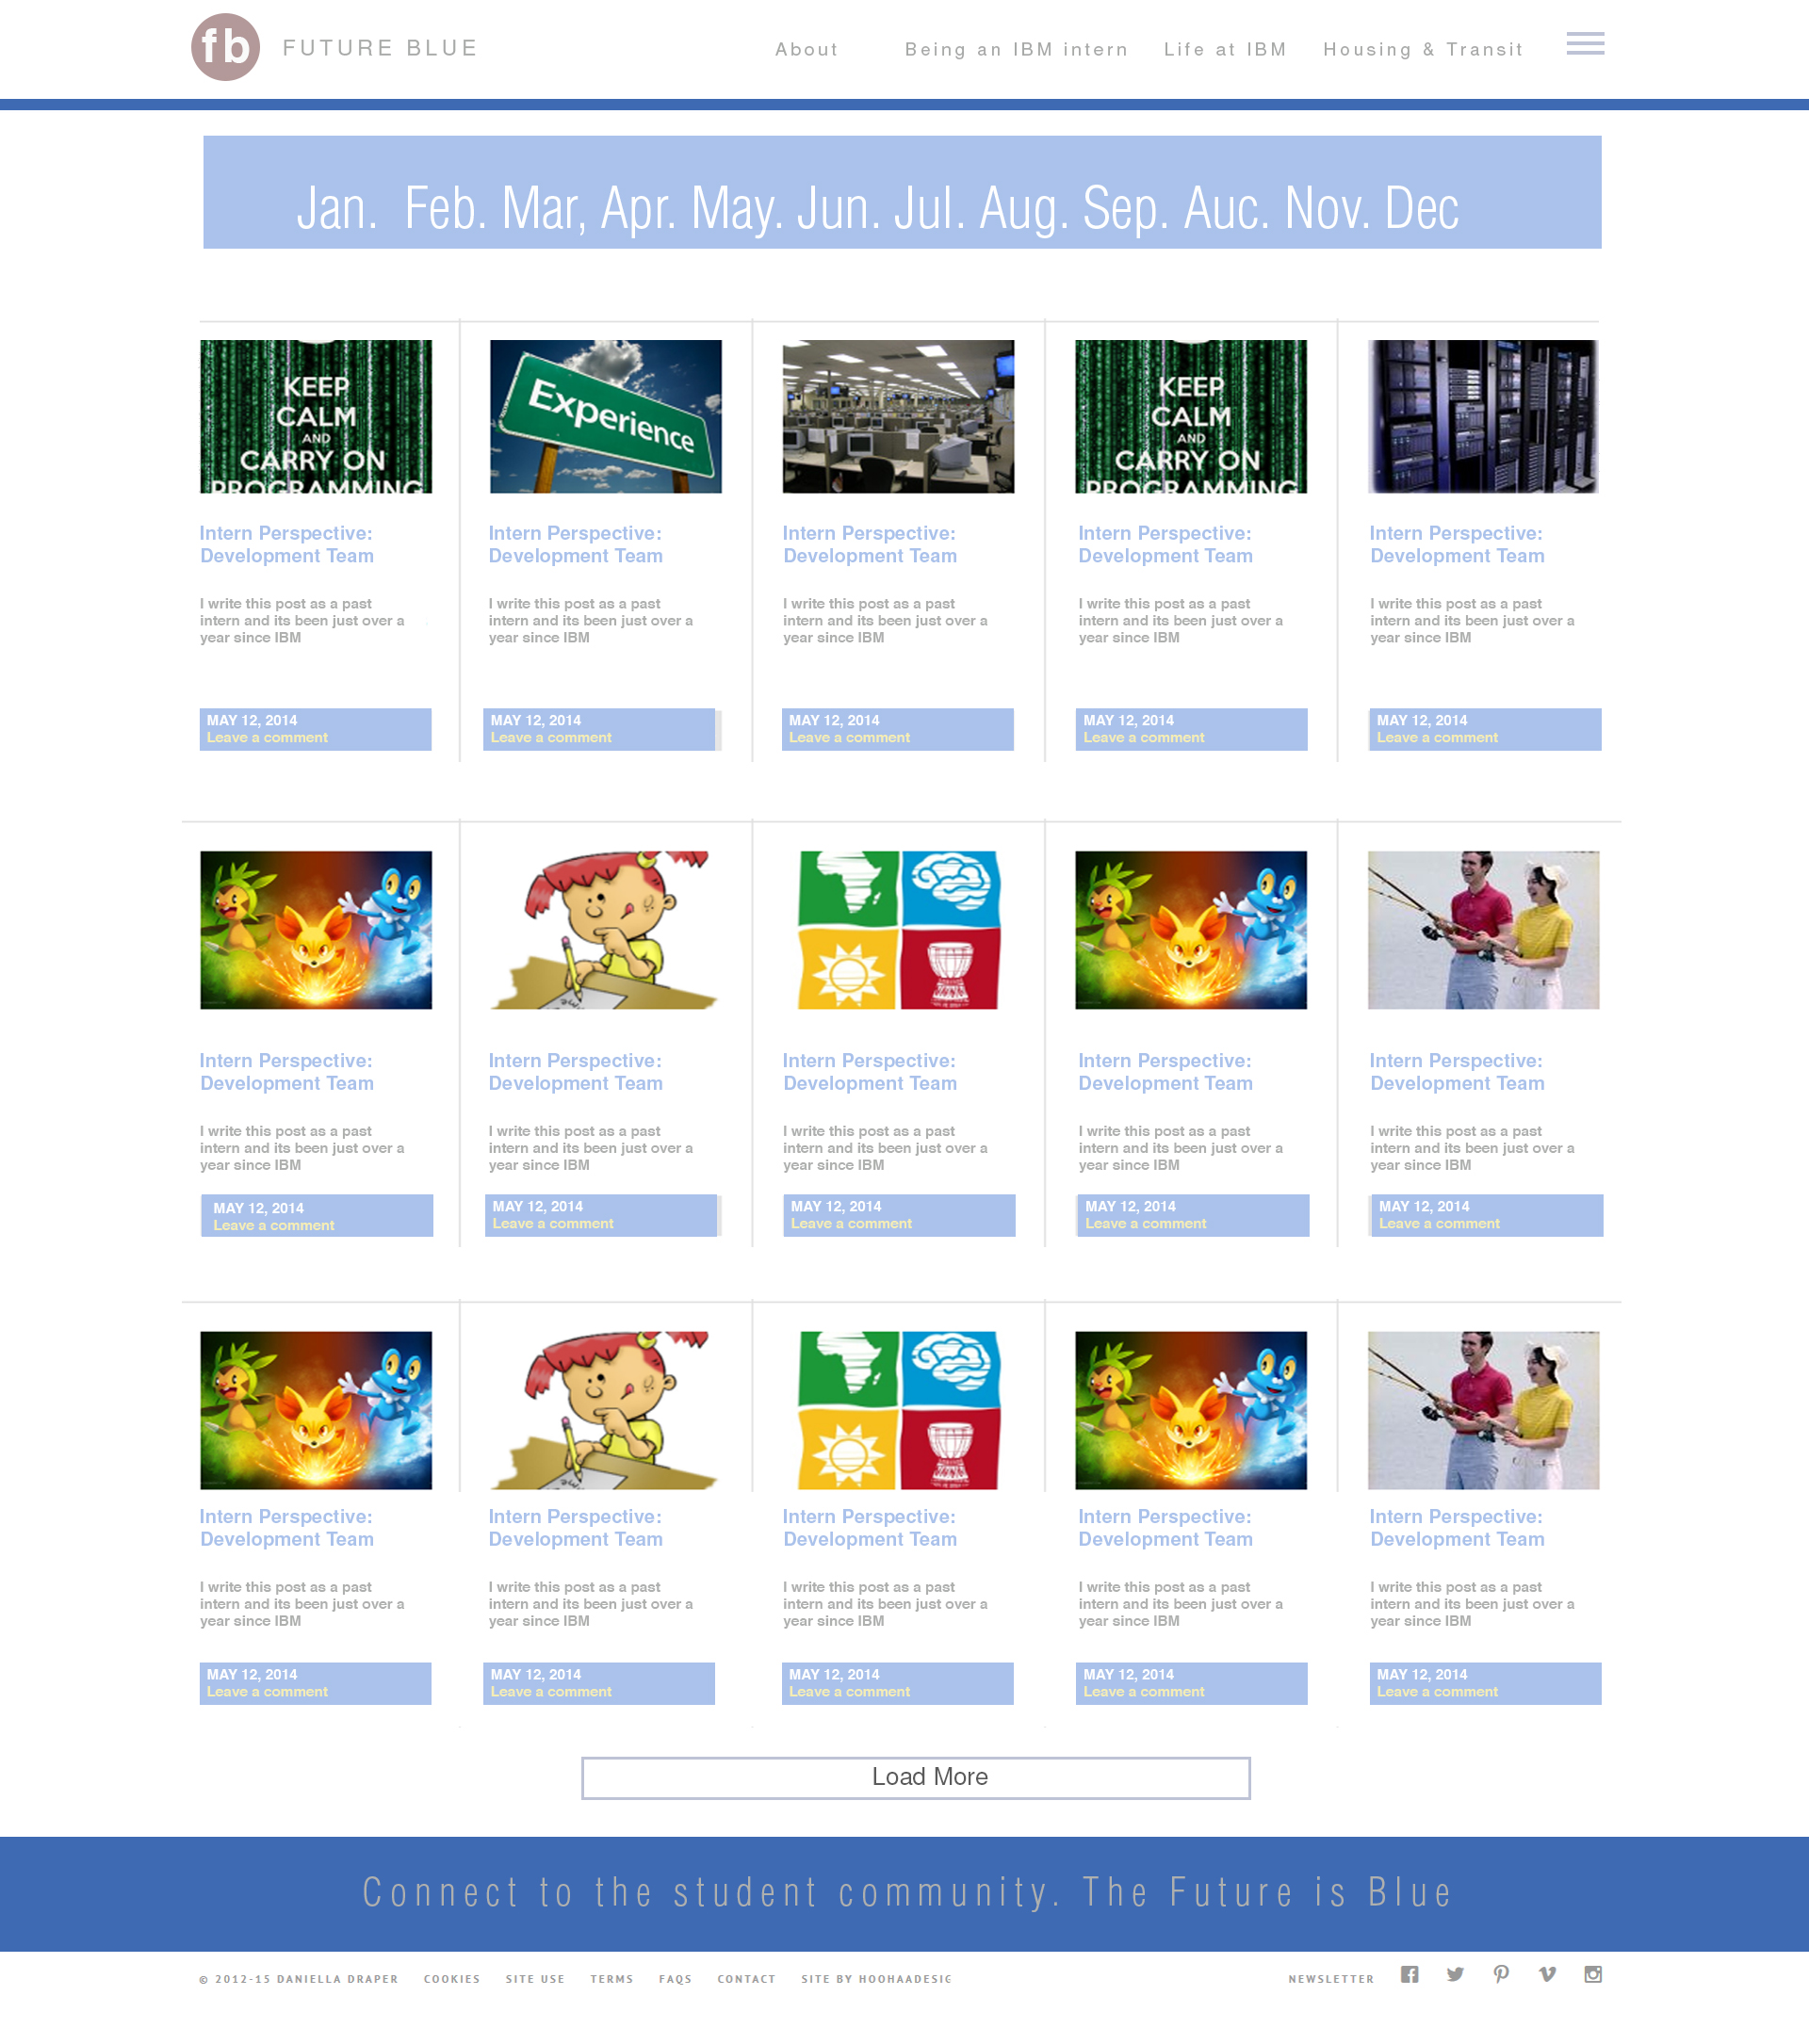 fb FUTURE BLUE About Being an IBM intern Life at IBM Housing & Transit
Jan. Feb. Mar, Apr. May. Jun. Jul. Aug. Sep. Auc. Nov. Dec
KEEP
CALM
AND
CARRY ON
PROGRAMMING
Experience
KEEP
CALM
AND
CARRY ON
PROGRAMMING
Intern Perspective: Intern Perspective: Intern Perspective: Intern Perspective: Intern Perspective:
Development Team Development Team Development Team Development Team Development Team
I write this post as a past I write this post as a past I write this post as a past I write this post as a past I write this post as a past
intern and its been just over a intern and its been just over a intern and its been just over a intern and its been just over a intern and its been just over a
year since IBM year since IBM year since IBM year since IBM year since IBM
MAY 12, 2014 MAY 12, 2014 MAY 12, 2014 MAY 12, 2014 MAY 12, 2014
Leave a comment Leave a comment Leave a comment Leave a comment Leave a comment
Intern Perspective: Intern Perspective: Intern Perspective: Intern Perspective: Intern Perspective:
Development Team Development Team Development Team Development Team Development Team
I write this post as a past I write this post as a past I write this post as a past I write this post as a past I write this post as a past
intern and its been just over a intern and its been just over a intern and its been just over a intern and its been just over a intern and its been just over a
year since IBM year since IBM year since IBM year since IBM year since IBM
MAY 12, 2014 MAY 12, 2014 MAY 12, 2014 MAY 12, 2014 MAY 12, 2014
Leave a comment Leave a comment Leave a comment Leave a comment Leave a comment
Intern Perspective: Intern Perspective: Intern Perspective: Intern Perspective: Intern Perspective:
Development Team Development Team Development Team Development Team Development Team
I write this post as a past I write this post as a past I write this post as a past I write this post as a past I write this post as a past
intern and its been just over a intern and its been just over a intern and its been just over a intern and its been just over a intern and its been just over a
year since IBM year since IBM year since IBM year since IBM year since IBM
MAY 12, 2014 MAY 12, 2014 MAY 12, 2014 MAY 12, 2014 MAY 12, 2014
Leave a comment Leave a comment Leave a comment Leave a comment Leave a comment
Load More
Connect to the student community. The Future is Blue
© 2012-15 DANIELLA DRAPER COOKIES SITE USE TERMS FAQS CONTACT SITE BY HOOHAADESIG NEWSLETTER